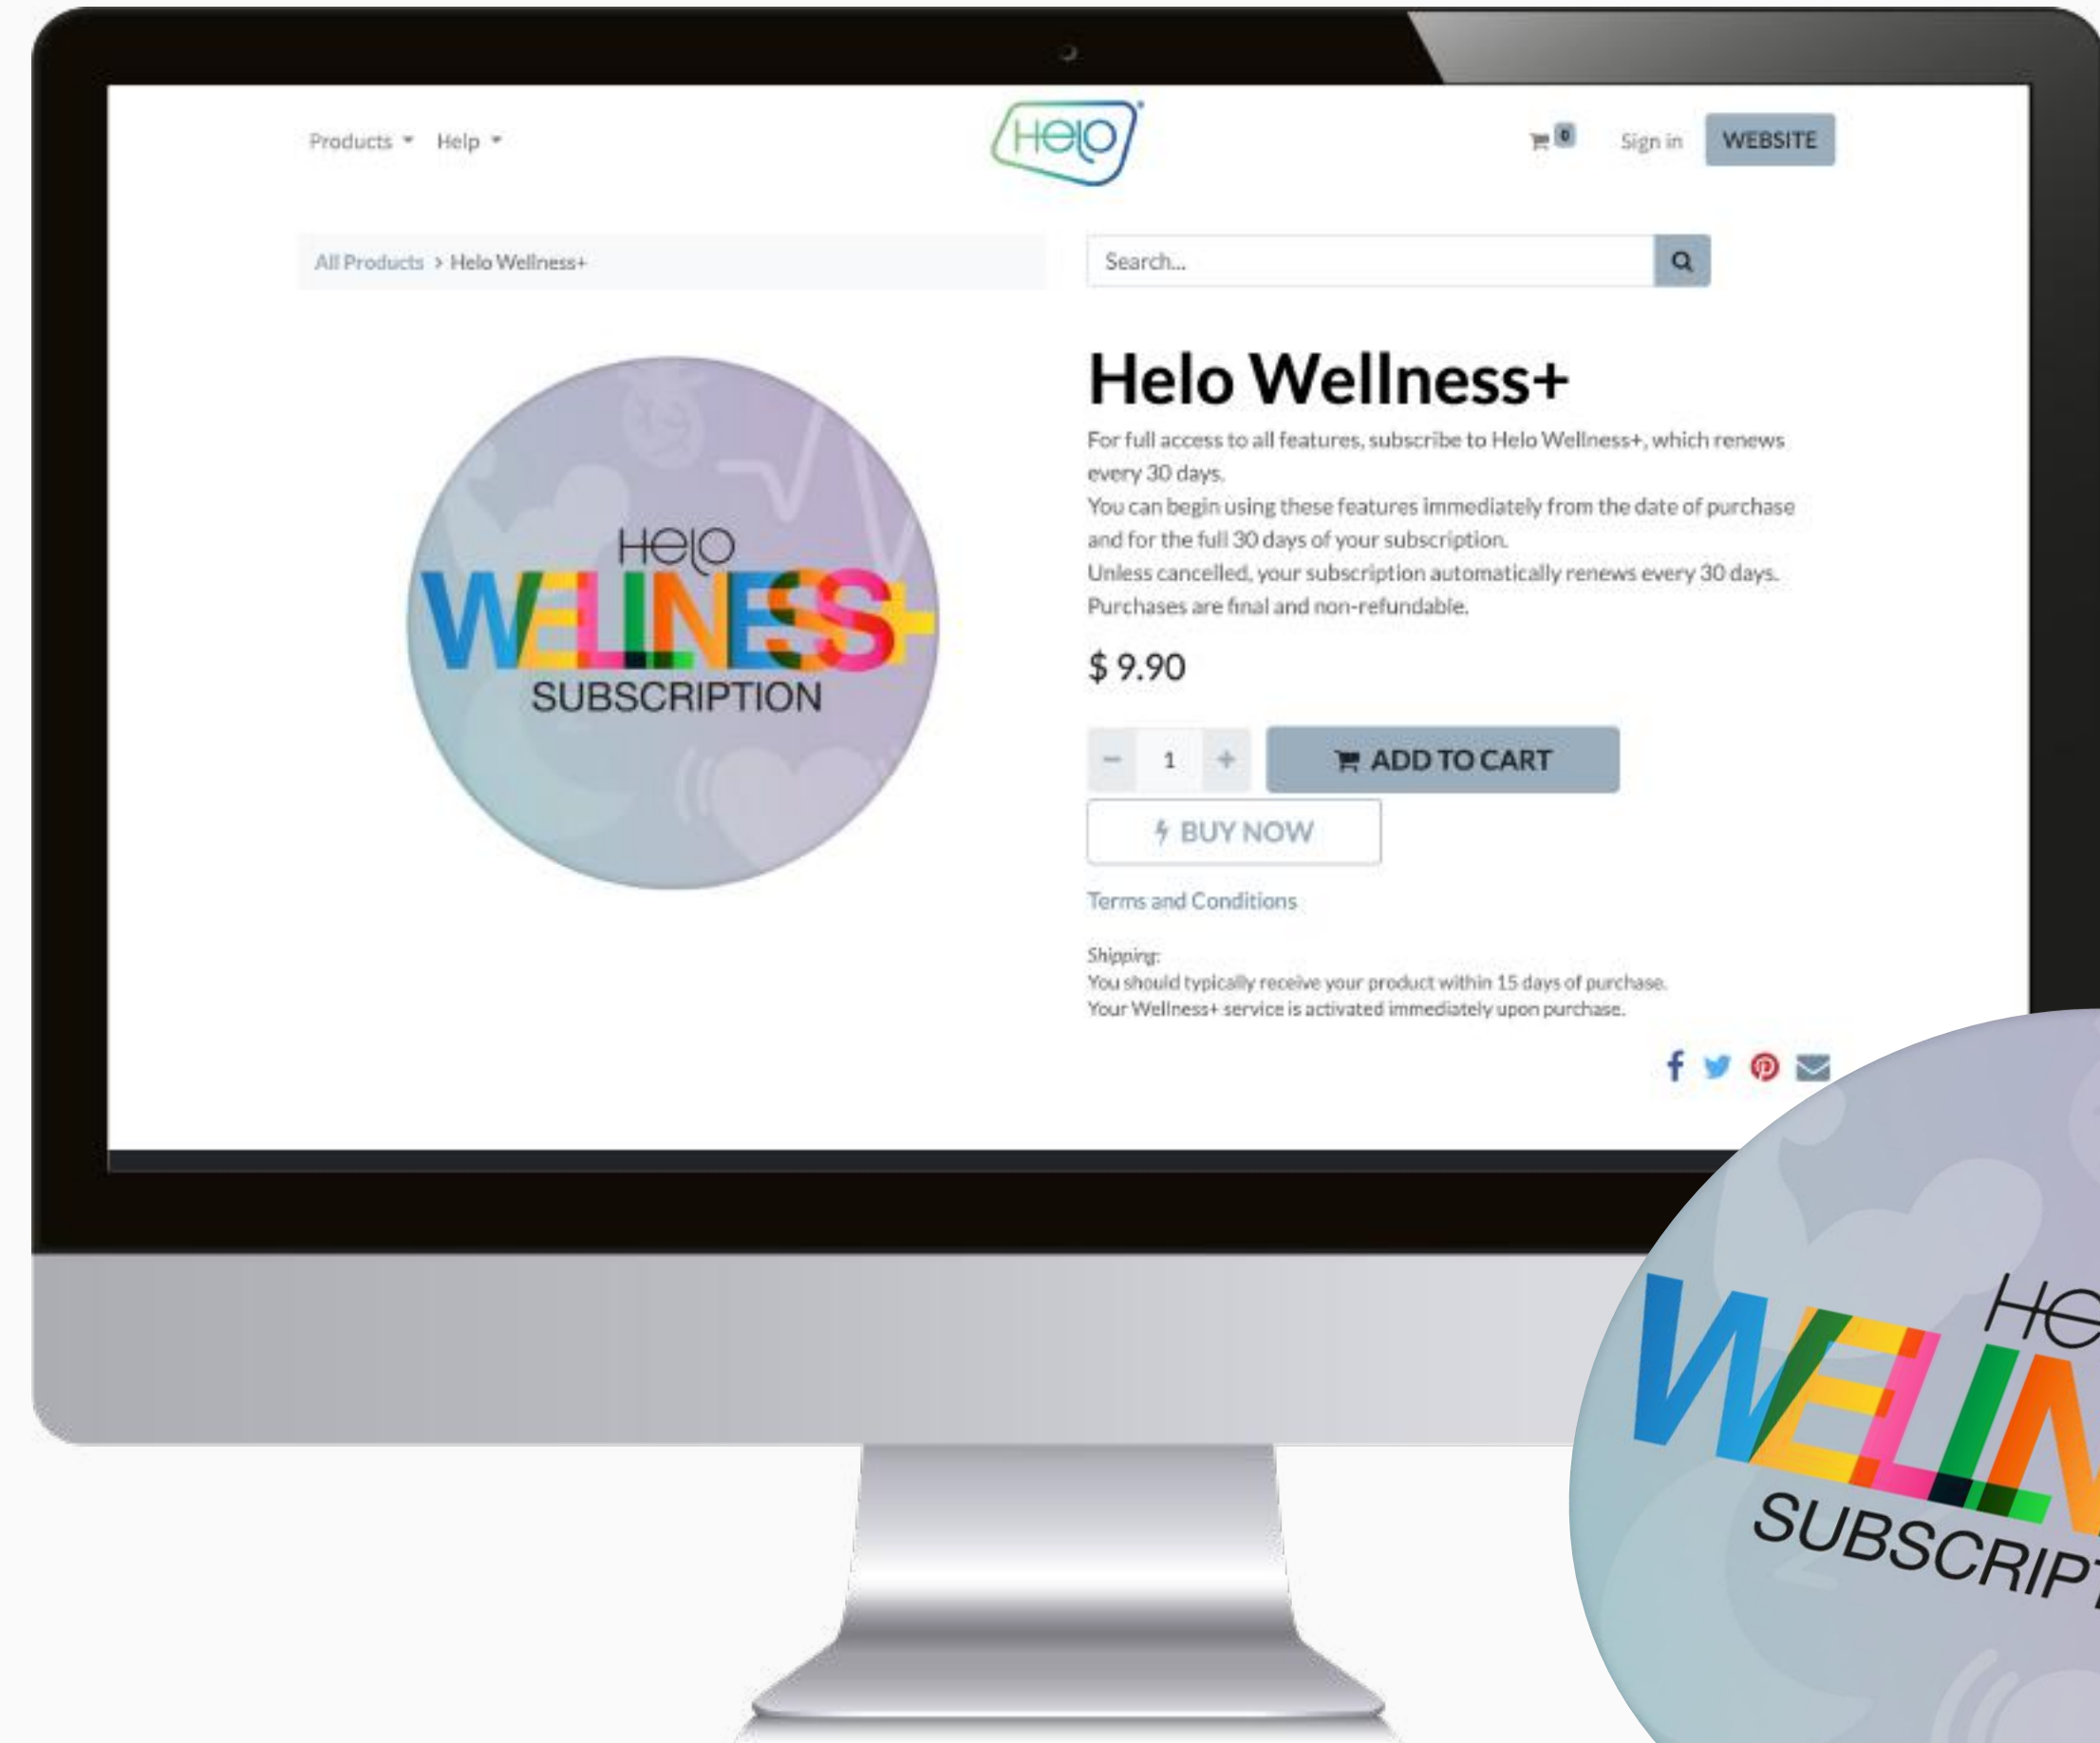 Products Help
Helo
0 Sign in WEBSITE
All Products > Helo Wellness+
Search...
Helo
WELLNESS+
SUBSCRIPTION
Helo Wellness+
For full access to all features, subscribe to Helo Wellness+, which renews
every 30 days.
You can begin using these features immediately from the date of purchase
and for the full 30 days of your subscription.
Unless cancelled, your subscription automatically renews every 30 days.
Purchases are final and non-refundable.
$ 9.90
- 1 + ADD TO CART
BUY NOW
Terms and Conditions
Shipping:
You should typically receive your product within 15 days of purchase.
Your Wellness+ service is activated immediately upon purchase.